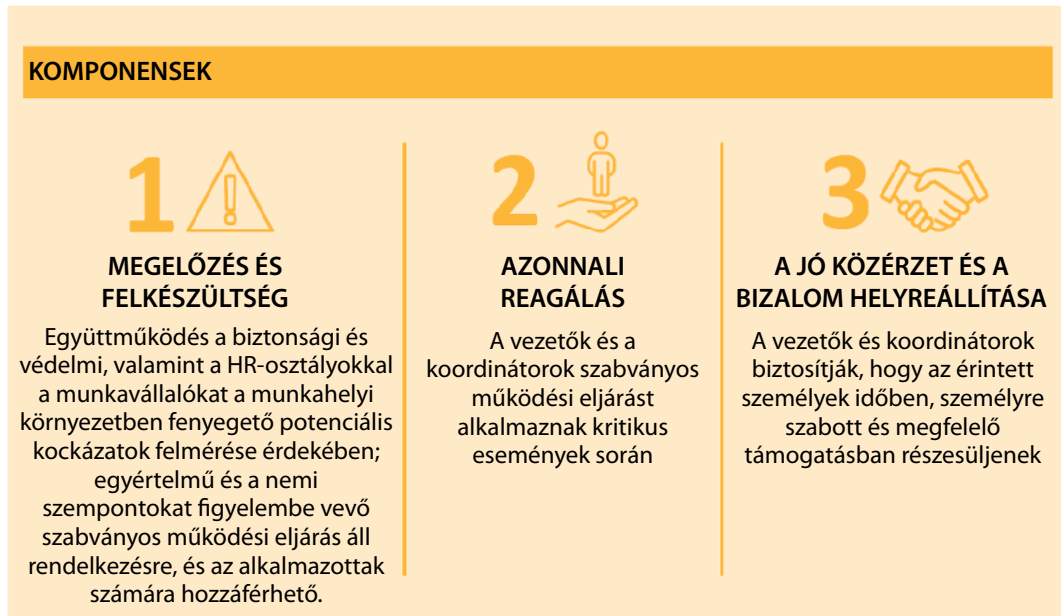 KOMPONENSEK
1
MEGELŐZÉS ÉS
FELKÉSZÜLTSÉG
Együttműködés a biztonsági és
védelmi, valamint a HR-osztályokkal
a munkavállalókat a munkahelyi
környezetben fenyegető potenciális
kockázatok felmérése érdekében;
egyértelmű és a nemi
szempontokat figyelembe vevő
szabványos működési eljárás áll
rendelkezésre, és az alkalmazottak
számára hozzáférhető.
2
AZONNALI
REAGÁLÁS
A vezetők és a
koordinátorok szabványos
működési eljárást
alkalmaznak kritikus
események során
3
A JÓ KÖZÉRZET ÉS A
BIZALOM HELYREÁLLÍTÁSA
A vezetők és koordinátorok
biztosítják, hogy az érintett
személyek időben, személyre
szabott és megfelelő
támogatásban részesüljenek